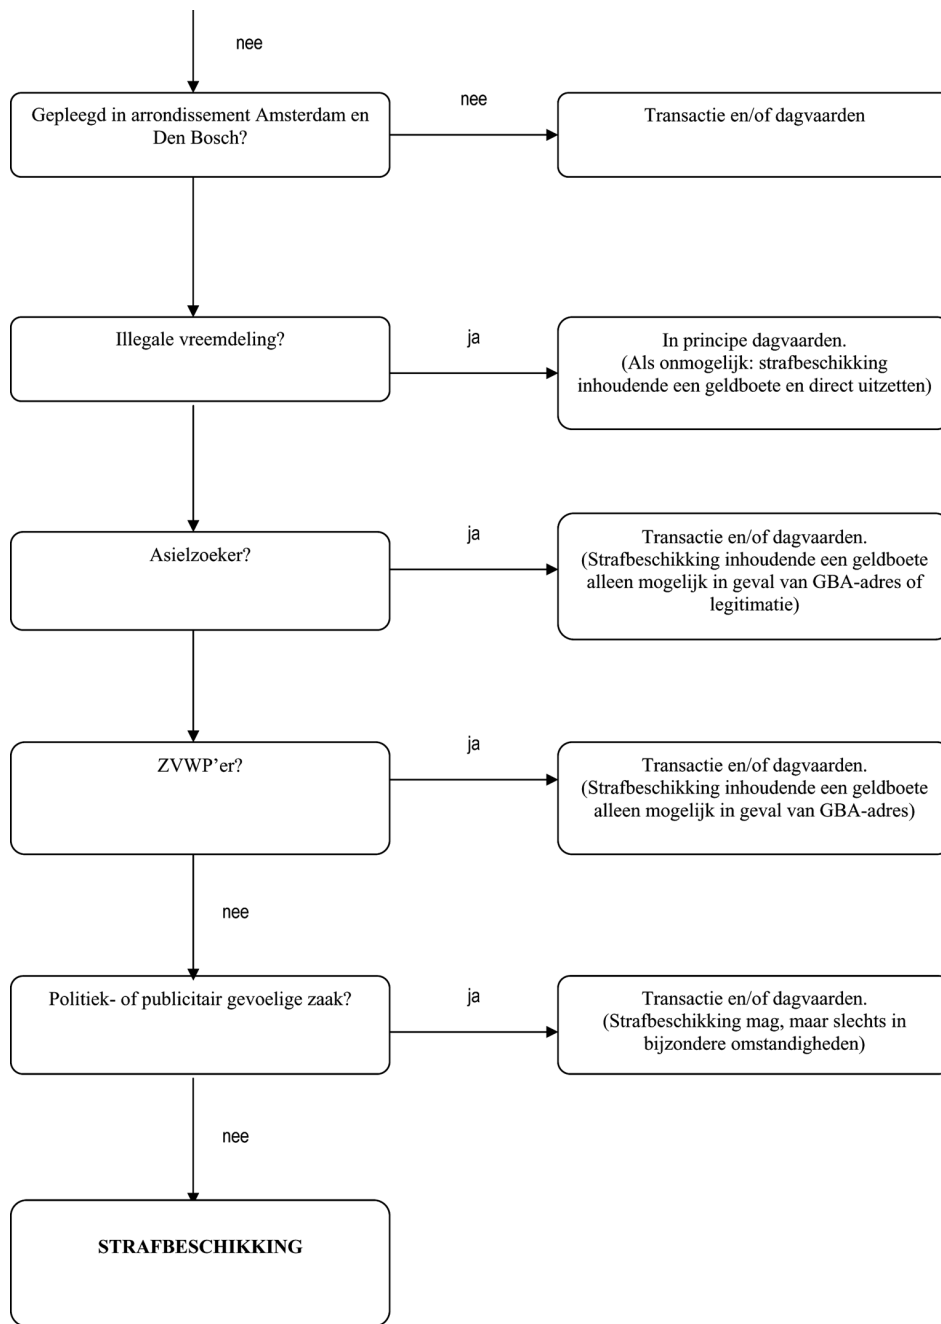 nee
Gepleegd in arrondissement Amsterdam en
Den Bosch?
nee
Transactie en/of dagvaarden
Illegale vreemdeling?
ja
In principe dagvaarden.
(Als onmogelijk: strafbeschikking
inhoudende een geldboete en direct uitzetten)
Asielzoeker?
ja
Transactie en/of dagvaarden.
(Strafbeschikking inhoudende een geldboete
alleen mogelijk in geval van GBA-adres of
legitimatie)
ZVWP’er?
ja
Transactie en/of dagvaarden.
(Strafbeschikking inhoudende een geldboete
alleen mogelijk in geval van GBA-adres)
nee
Politiek- of publicitair gevoelige zaak?
ja
Transactie en/of dagvaarden.
(Strafbeschikking mag, maar slechts in
bijzondere omstandigheden)
nee
STRAFBESCHIKKING